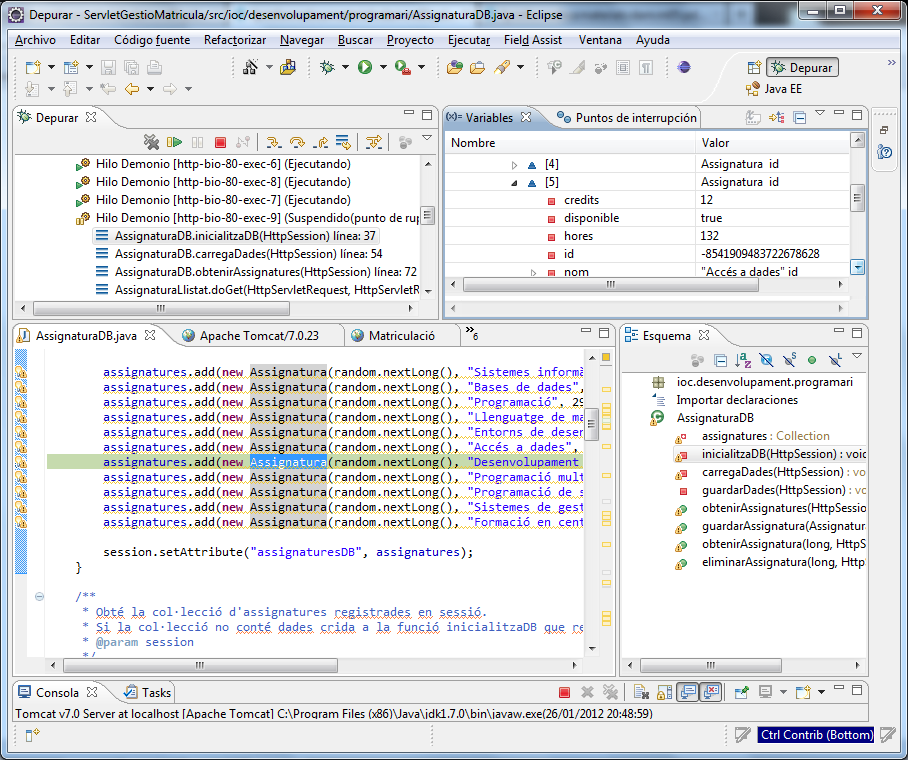 Depurar - ServletGestioMatricula/src/ioc/desenvolupament/programari/AssignaturaDB.java - Eclipse
Archivo Editar Código fuente Refactorizar Navegar Buscar Proyecto Ejecutar Field Assist Ventana Ayuda
Depurar
Java EE
Depurar
Hilo Demonio [http-bio-80-exec-6] (Ejecutando)
Hilo Demonio [http-bio-80-exec-8] (Ejecutando)
Hilo Demonio [http-bio-80-exec-7] (Ejecutando)
Hilo Demonio [http-bio-80-exec-9] (Suspendido(punto de rup
AssignaturaDB.inicialitzaDB(HttpSession) línea: 37
AssignaturaDB.carregaDades(HttpSession) línea: 54
AssignaturaDB.obtenirAssignatures(HttpSession) línea: 72
AssignaturaLlistat.doGet(HttpServletRequest, HttpServletR
(x)= Variables Puntos de interrupción
Nombre Valor
[4] Assignatura id
[5] Assignatura id
credits 12
disponible true
hores 132
id -8541909483722678628
nom "Accés a dades" id
AssignaturaDB.java Apache Tomcat/7.0.23 Matriculació »6
assignatures.add(new Assignatura(random.nextLong(), "Sistemes informà
assignatures.add(new Assignatura(random.nextLong(), "Bases de dades",
assignatures.add(new Assignatura(random.nextLong(), "Programació", 29
assignatures.add(new Assignatura(random.nextLong(), "Llenguatge de ma
assignatures.add(new Assignatura(random.nextLong(), "Entorns de desen
assignatures.add(new Assignatura(random.nextLong(), "Accés a dades",
assignatures.add(new Assignatura(random.nextLong(), "Desenvolupament
assignatures.add(new Assignatura(random.nextLong(), "Programació mult
assignatures.add(new Assignatura(random.nextLong(), "Programació de s
assignatures.add(new Assignatura(random.nextLong(), "Sistemes de gest
assignatures.add(new Assignatura(random.nextLong(), "Formació en cent
session.setAttribute("assignaturesDB", assignatures);
}
/**
* Obté la col·lecció d'assignatures registrades en sessió.
* Si la col·lecció no conté dades crida a la funció inicialitzaDB que re
* @param session
*/
Esquema
ioc.desenvolupament.programari
Importar declaraciones
AssignaturaDB
assignatures : Collection
inicialitzaDB(HttpSession) : voic
carregaDades(HttpSession) : vo
guardarDades(HttpSession) : vo
obtenirAssignatures(HttpSessio
guardarAssignatura(Assignatur
obtenirAssignatura(long, HttpS
eliminarAssignatura(long, Http
Consola Tasks
Tomcat v7.0 Server at localhost [Apache Tomcat] C:\Program Files (x86)\Java\jdk1.7.0\bin\javaw.exe(26/01/2012 20:48:59)
Ctrl Contrib (Bottom)